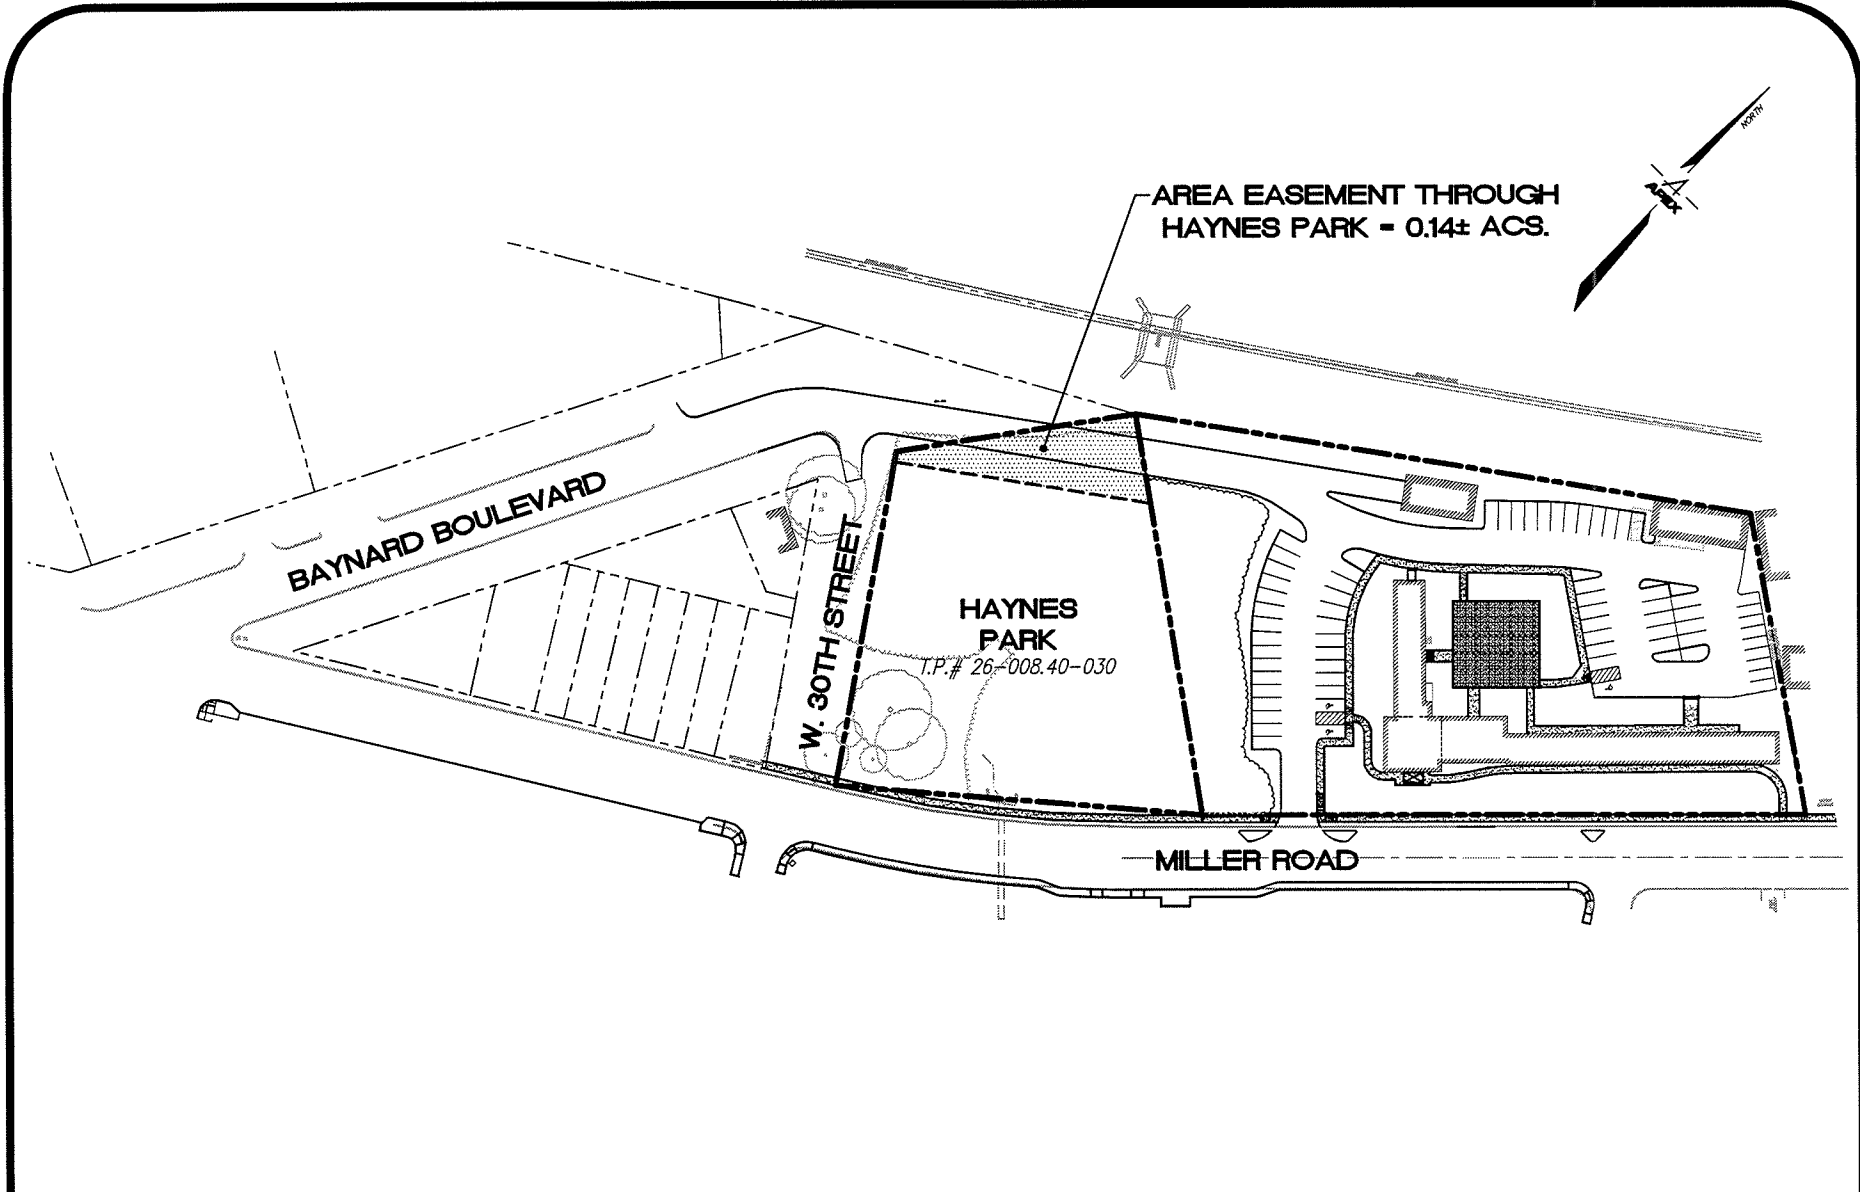 NORTH
APEX
AREA EASEMENT THROUGH
HAYNES PARK = 0.14± ACS.
BAYNARD BOULEVARD
W. 30TH STREET
HAYNES
PARK
T.P.# 26-008.40-030
MILLER ROAD